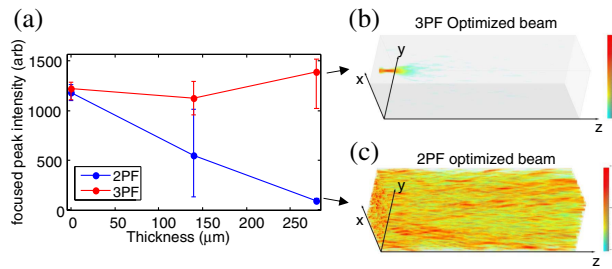 (a)
focused peak intensity (arb)
1500
1000
500
0
2PF
3PF
0 50 100 150 200 250
Thickness (μm)
(b)
3PF Optimized beam
y
x
z
(c)
2PF optimized beam
y
x
z